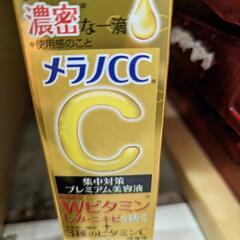 濃密な一滴
*使用感のこと
メラノCC
C
集中対策
プレミアム美容液
Wビタミン
しみ・ニキビを防ぐ
+
3種のビタミンC